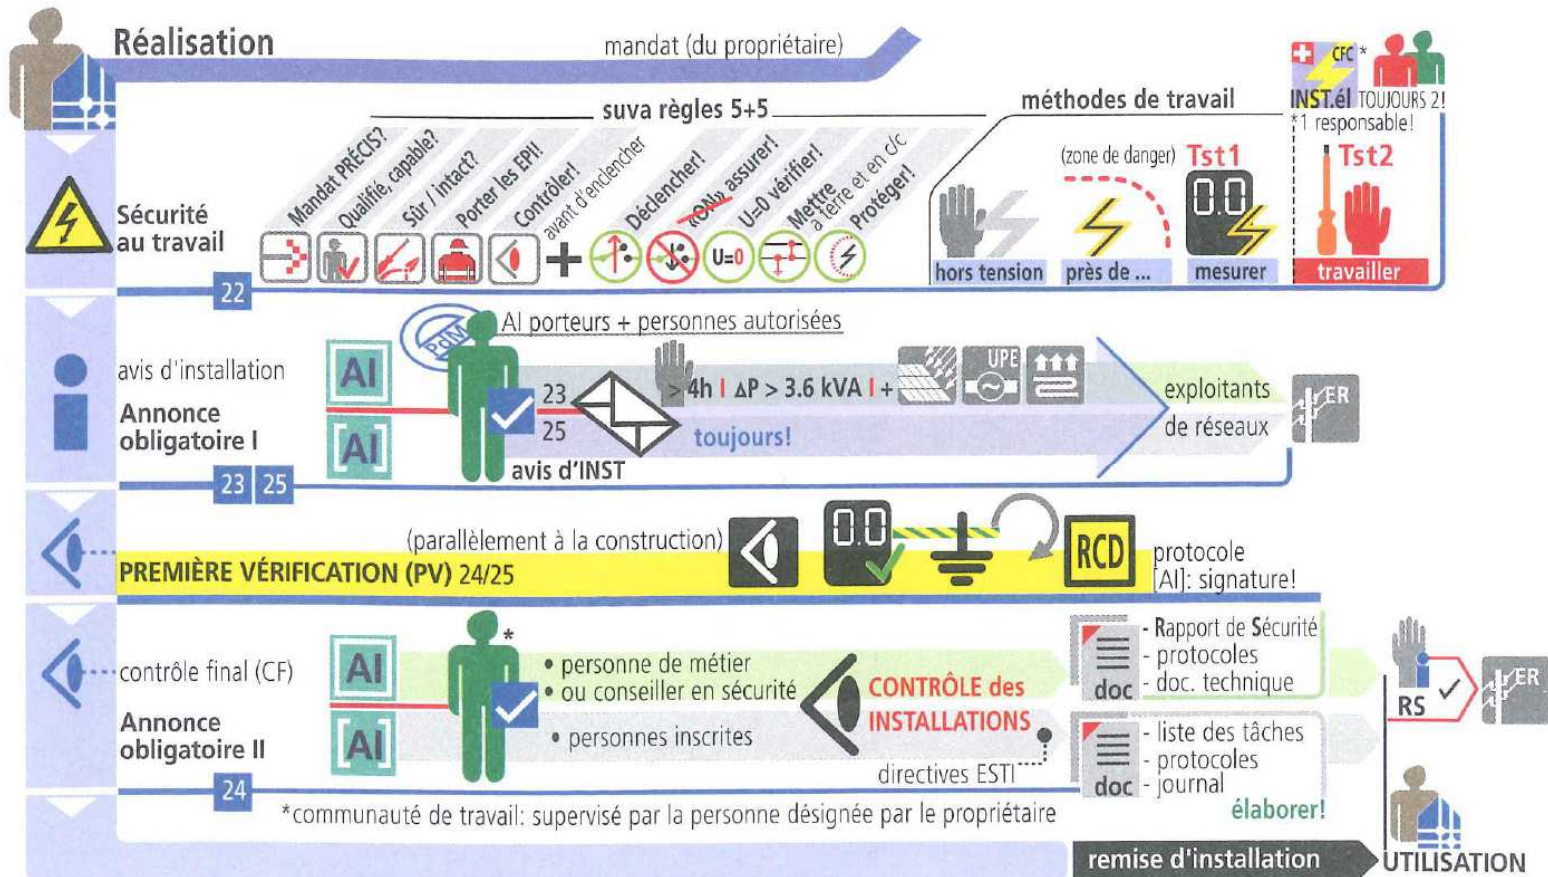 Réalisation
mandat (du propriétaire)
suva règles 5+5
méthodes de travail
CFC *
INST.él TOUJOURS 2!
*1 responsable!
Mandat PRÉCIS?
Qualifié, capable?
Sûr / intact?
Porter les EPI!
Contrôler!
avant d'enclencher
+
Déclencher!
«ON» assurer!
U=0 vérifier!
Mettre
à terre et en c/c
Protéger!
(zone de danger)
Tst1
Tst2
Sécurité
au travail
U=0
0.0
hors tension
près de ...
mesurer
travailler
22
PdM
AI porteurs + personnes autorisées
avis d'installation
Annonce
obligatoire I
AI
[AI]
23
25
avis d'INST
> 4h I ΔP > 3.6 kVA I +
UPE
toujours!
exploitants
de réseaux
ER
23 25
(parallèlement à la construction)
PREMIÈRE VÉRIFICATION (PV) 24/25
0.0
RCD
protocole
[AI]: signature!
contrôle final (CF)
Annonce
obligatoire II
AI
[AI]
*
• personne de métier
• ou conseiller en sécurité
• personnes inscrites
CONTRÔLE des
INSTALLATIONS
directives ESTI
doc
- Rapport de Sécurité
- protocoles
- doc. technique
doc
- liste des tâches
- protocoles
- journal
élaborer!
RS
ER
24
*communauté de travail: supervisé par la personne désignée par le propriétaire
remise d'installation
UTILISATION